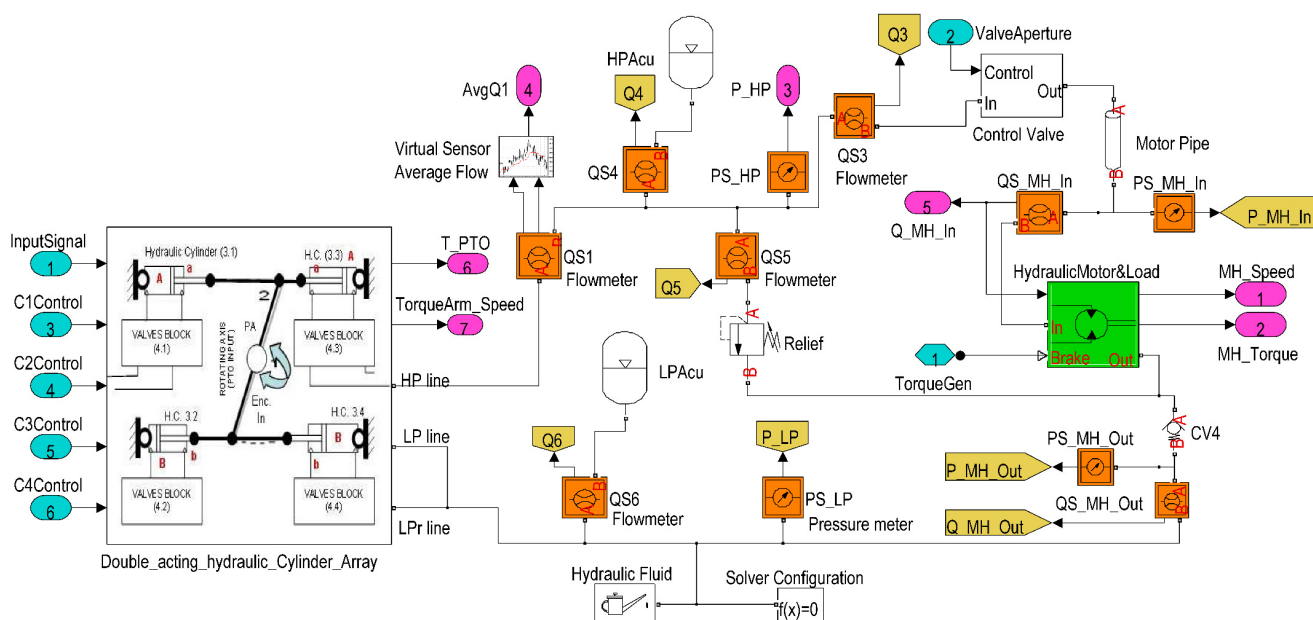 Q3
2
ValveAperture
HPAcu
AvgQ1
4
Q4
P_HP
3
Control
In
Out
Control Valve
A
B
Motor Pipe
Virtual Sensor
Average Flow
QS4
B
A
PS_HP
A
B
QS3
Flowmeter
QS_MH_In
PS_MH_In
5
Q_MH_In
B
A
P_MH_In
InputSignal
1
C1Control
3
C2Control
4
C3Control
5
C4Control
6
Hydraulic Cylinder (3.1)
H.C. (3.3)
A
a
a
A
2
VALVES BLOCK
(4.1)
VALVES BLOCK
(4.3)
PA
ROTATING AXIS
(PTO INPUT)
Enc.
In
H.C. 3.2
H.C. 3.4
B
b
B
b
VALVES BLOCK
(4.2)
VALVES BLOCK
(4.4)
HP line
LP line
LPr line
Double_acting_hydraulic_Cylinder_Array
T_PTO
6
TorqueArm_Speed
7
A
QS1
Flowmeter
A
B
QS5
Flowmeter
Q5
A
B
Relief
HydraulicMotor&Load
In
Brake
Out
MH_Speed
1
2
MH_Torque
1
TorqueGen
LPAcu
Q6
B
A
QS6
Flowmeter
P_LP
PS_LP
Pressure meter
A
B
CV4
PS_MH_Out
P_MH_Out
QS_MH_Out
B A
Q_MH_Out
Hydraulic Fluid
Solver Configuration
f(x)=0